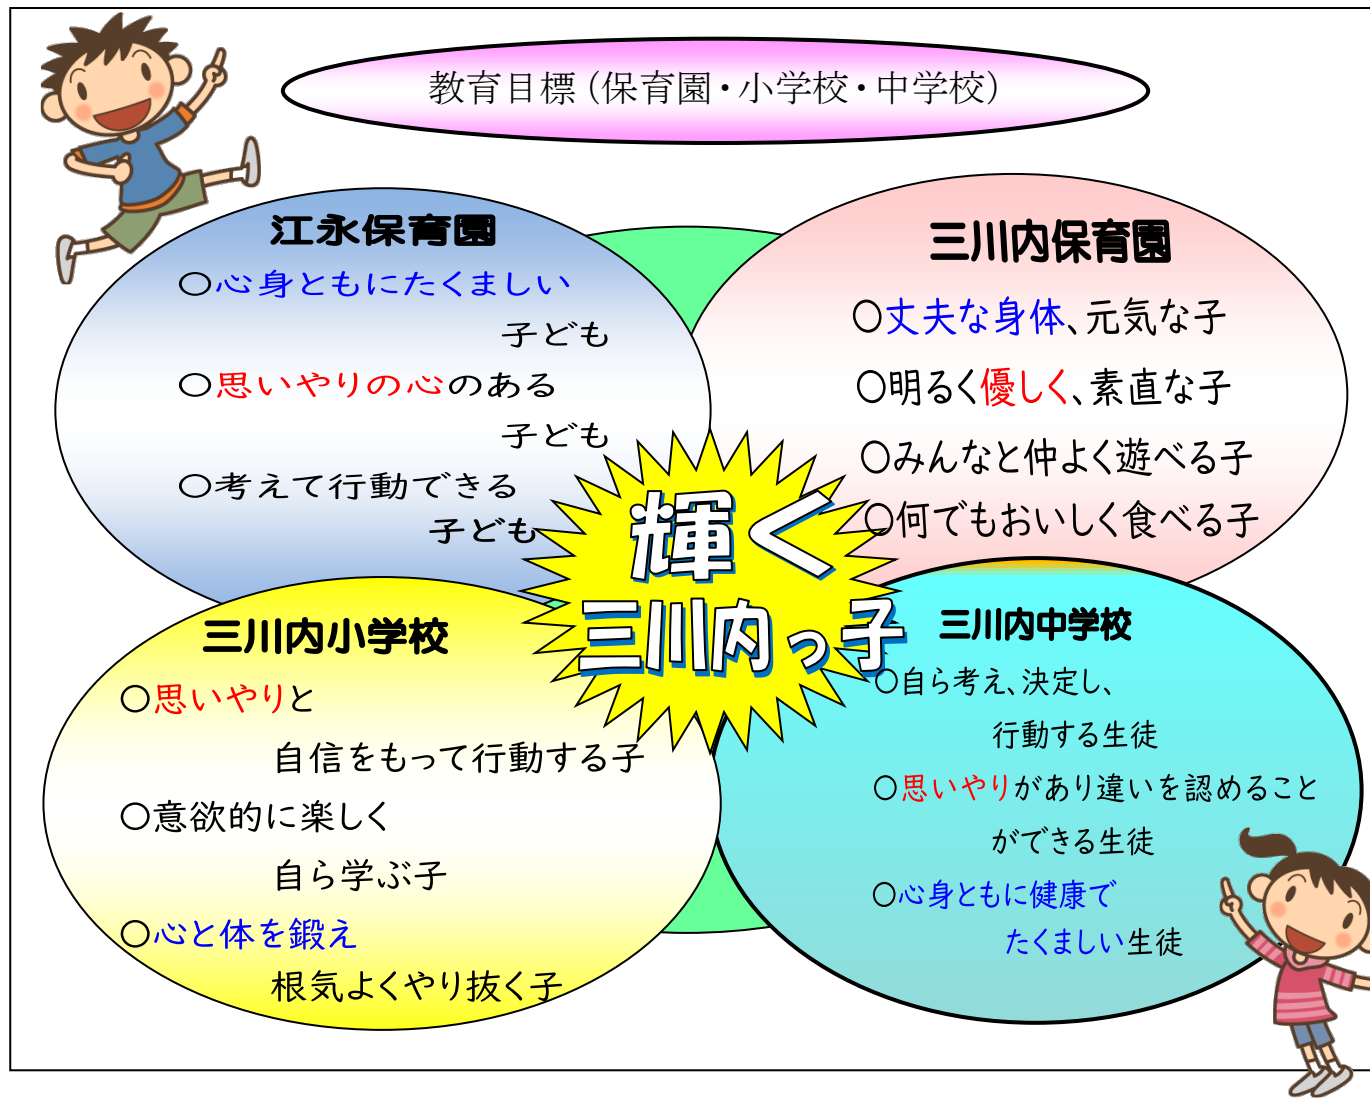 教育目標（保育園・小学校・中学校）
江永保育園
○心身ともにたくましい
子ども
○思いやりの心のある
子ども
○考えて行動できる
子ども
三川内保育園
○丈夫な身体、元気な子
○明るく優しく、素直な子
○みんなと仲よく遊べる子
○何でもおいしく食べる子
輝く
三川内っ子
三川内小学校
○思いやりと
自信をもって行動する子
○意欲的に楽しく
自ら学ぶ子
○心と体を鍛え
根気よくやり抜く子
三川内中学校
○自ら考え、決定し、
行動する生徒
○思いやりがあり違いを認めること
ができる生徒
○心身ともに健康で
たくましい生徒